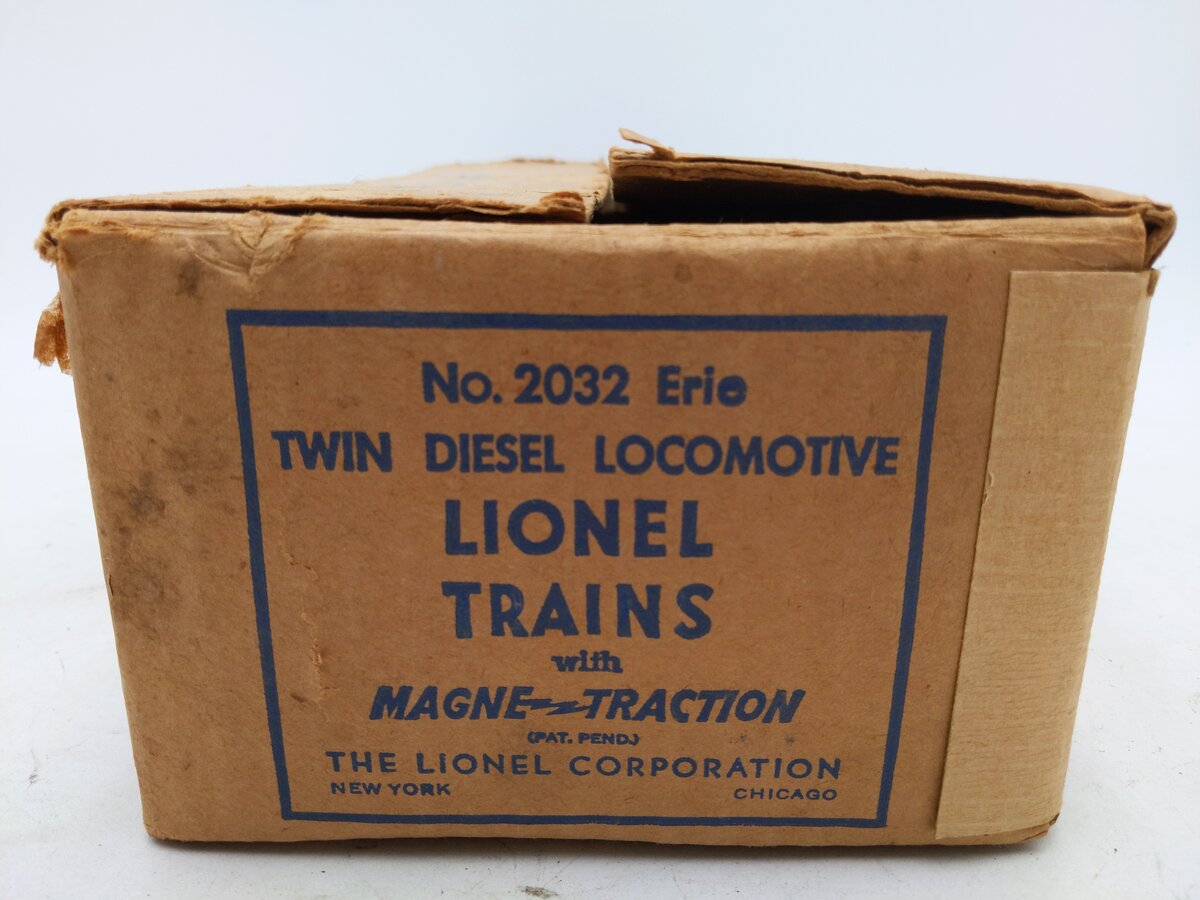 No. 2032 Erie
TWIN DIESEL LOCOMOTIVE
LIONEL
TRAINS
with
MAGNE-TRACTION
(PAT. PEND.)
THE LIONEL CORPORATION
NEW YORK CHICAGO